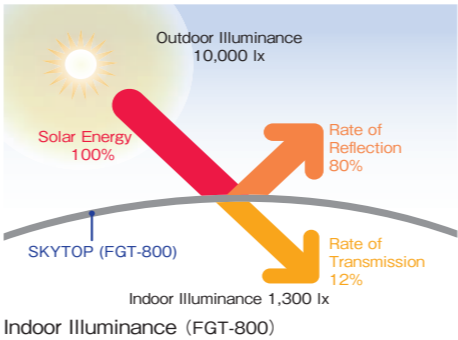 Outdoor Illuminance
10,000 lx
Solar Energy
100%
Rate of
Reflection
80%
SKYTOP (FGT-800)
Rate of
Transmission
12%
Indoor Illuminance 1,300 lx
Indoor Illuminance (FGT-800)